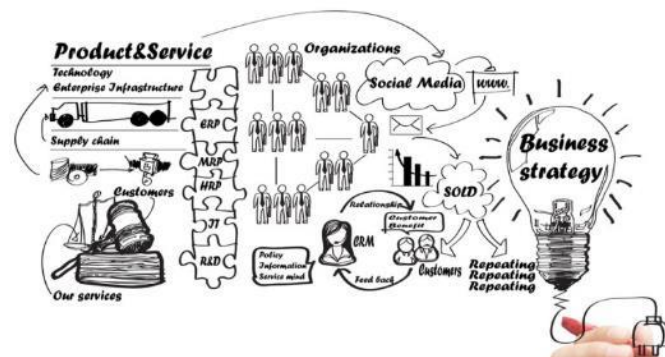 Product&Service
Technology
Enterprise Infrastructure
Supply chain
Customers
Our services
ERP
MRP
HRP
IT
R&D
Organizations
Social Media
www.
SOLD
Relationship
Customer
Benefit
CRM
Policy
Information
Service mind
Feed back
Customers
Repeating
Repeating
Repeating
Business
strategy